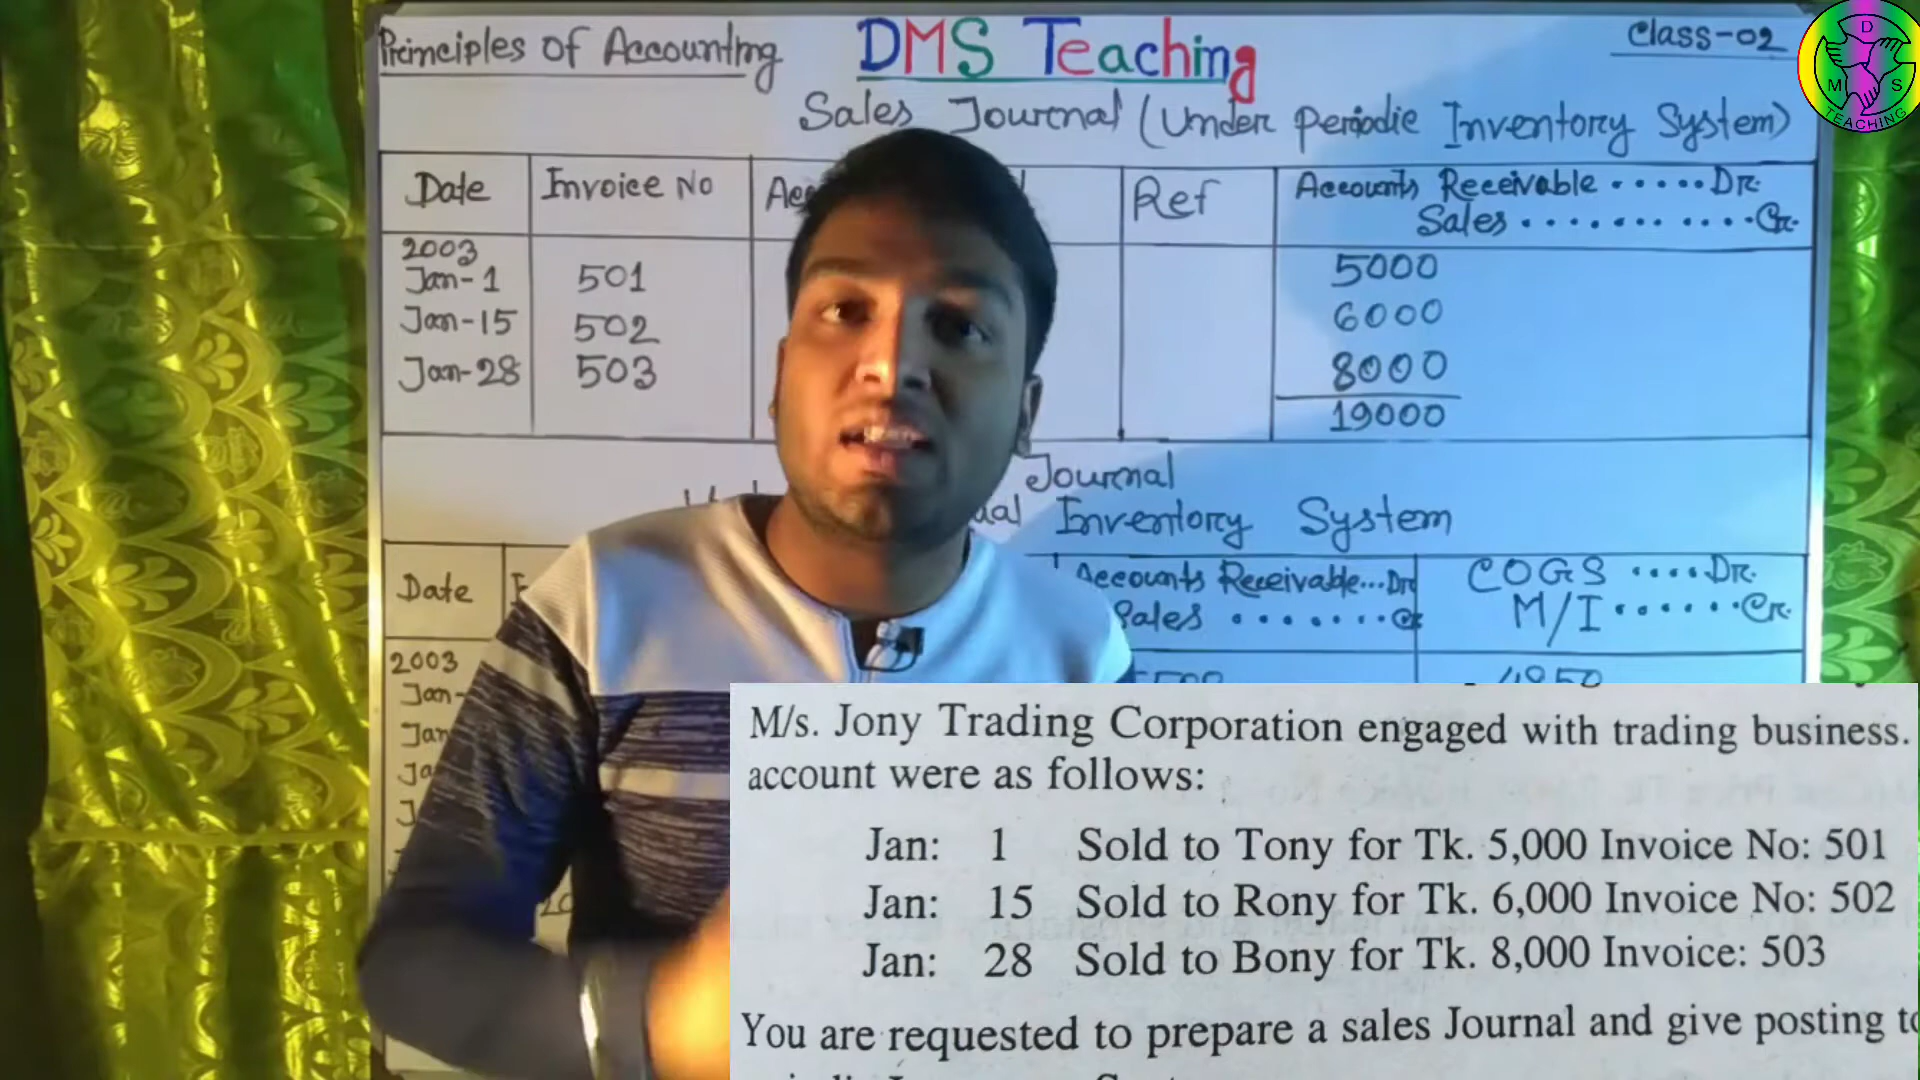 Principles of Accounting
DMS Teaching
Class-02
D
M S
TEACHING
Sales Journal (Under periodic Inventory System)
Date
Invoice No
Ref
Accounts Receivable ..... Dr.
Sales ........... Cr.
2003
Jan-1 501 5000
Jan-15 502 6000
Jan-28 503 8000
19000
Journal
Inventory System
Date
Accounts Receivable...Dr
Sales .......Cr
COGS ....Dr.
M/I ......Cr.
2003
M/s. Jony Trading Corporation engaged with trading business.
account were as follows:
Jan: 1 Sold to Tony for Tk. 5,000 Invoice No: 501
Jan: 15 Sold to Rony for Tk. 6,000 Invoice No: 502
Jan: 28 Sold to Bony for Tk. 8,000 Invoice: 503
You are requested to prepare a sales Journal and give posting to